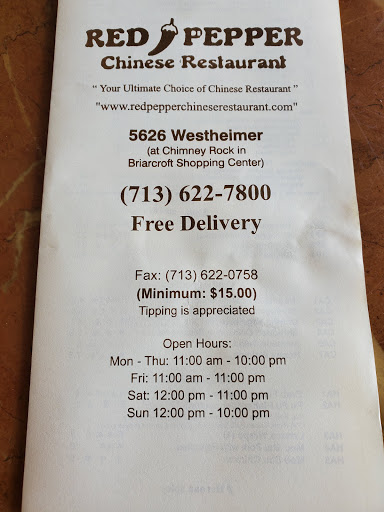 RED PEPPER
Chinese Restaurant
" Your Ultimate Choice of Chinese Restaurant "
"www.redpepperchineserestaurant.com"
5626 Westheimer
(at Chimney Rock in
Briarcroft Shopping Center)
(713) 622-7800
Free Delivery
Fax: (713) 622-0758
(Minimum: $15.00)
Tipping is appreciated
Open Hours:
Mon - Thu: 11:00 am - 10:00 pm
Fri: 11:00 am - 11:00 pm
Sat: 12:00 pm - 11:00 pm
Sun 12:00 pm - 10:00 pm